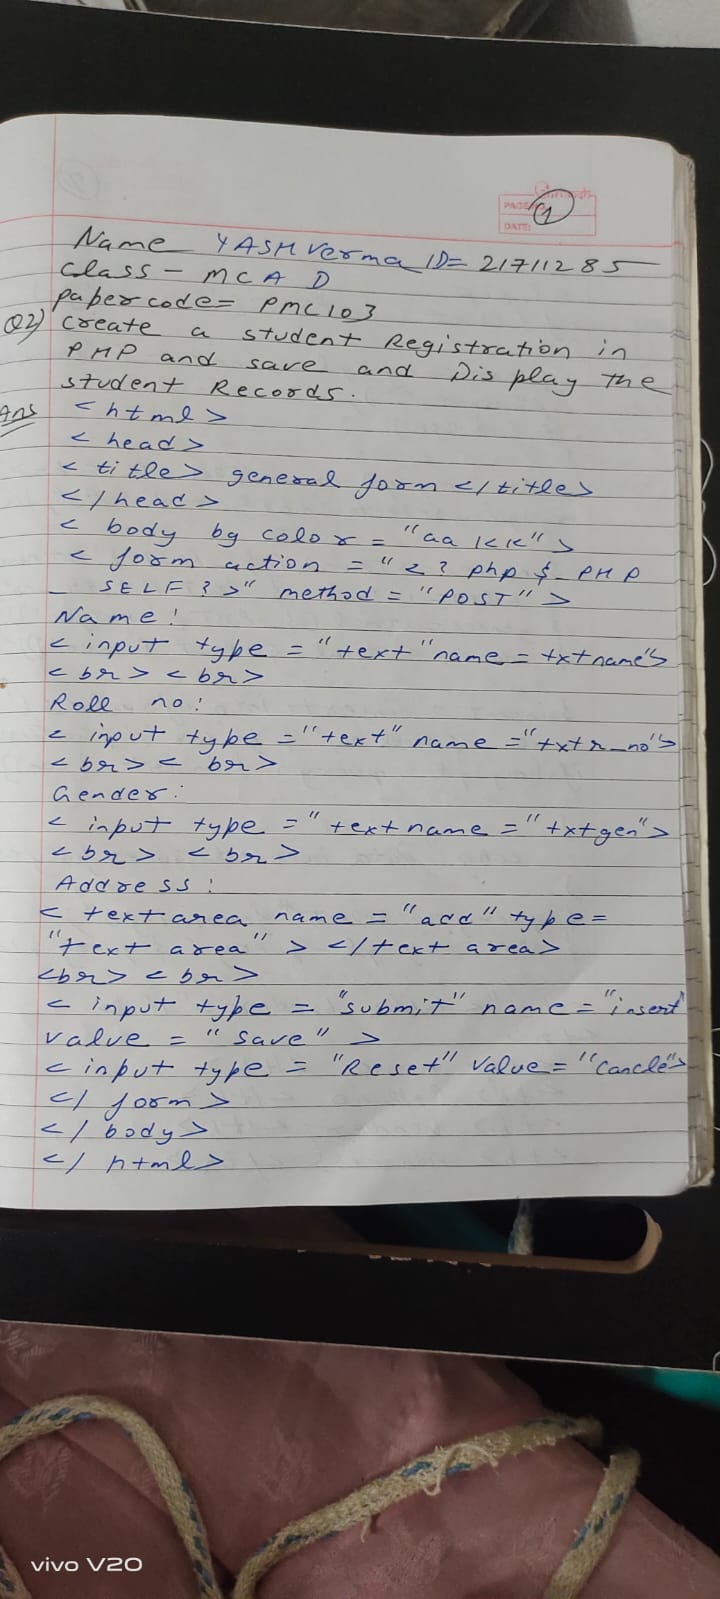 PAGE
①
DATE:
Name YASH Verma ID= 21711285
class - MCA D
paper code= PMC103
Q2) create a student Registration in
PHP and save and Display the
student Records.
Ans < html >
< head >
< title > general form </title>
</head >
< body bg color = "aa kk" >
< form action = "<? php $_PHP
_ SELF ? >" method = "POST" >
Name :
< input type = "text" name = txtname">
< br > < br >
Roll no :
< input type = "text" name = "txtr_no">
< br > < br >
Gender :
< input type = "text name = "txtgen">
< br > < br >
Address :
< textarea name = "add" type =
"text area" > </text area>
<br> < br >
< input type = "submit" name = "insert"
value = "save" >
< input type = "Reset" value = "Cancle">
</ form >
</ body >
</ html >
vivo V20